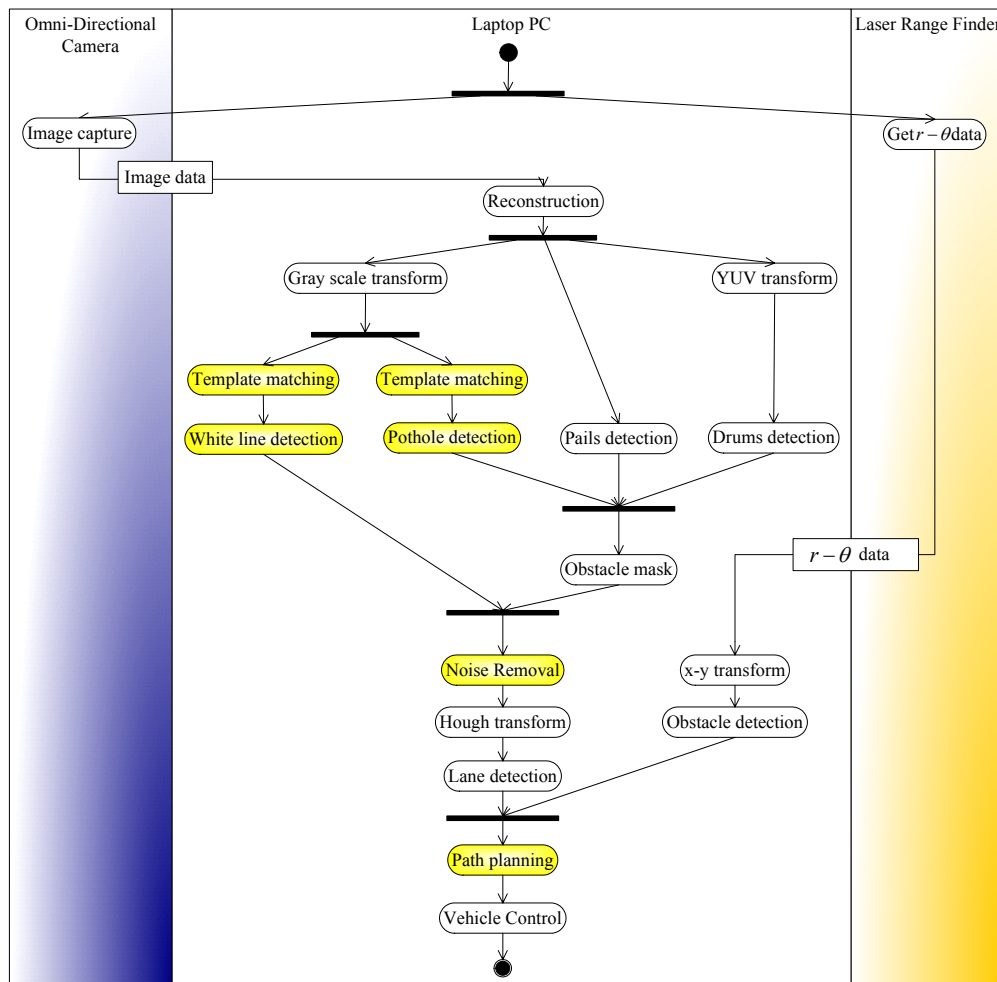 Omni-Directional
Camera
Laptop PC
Laser Range Finder
Image capture
Get r − θ data
Image data
Reconstruction
Gray scale transform
YUV transform
Template matching
Template matching
White line detection
Pothole detection
Pails detection
Drums detection
r − θ data
Obstacle mask
Noise Removal
x-y transform
Hough transform
Obstacle detection
Lane detection
Path planning
Vehicle Control